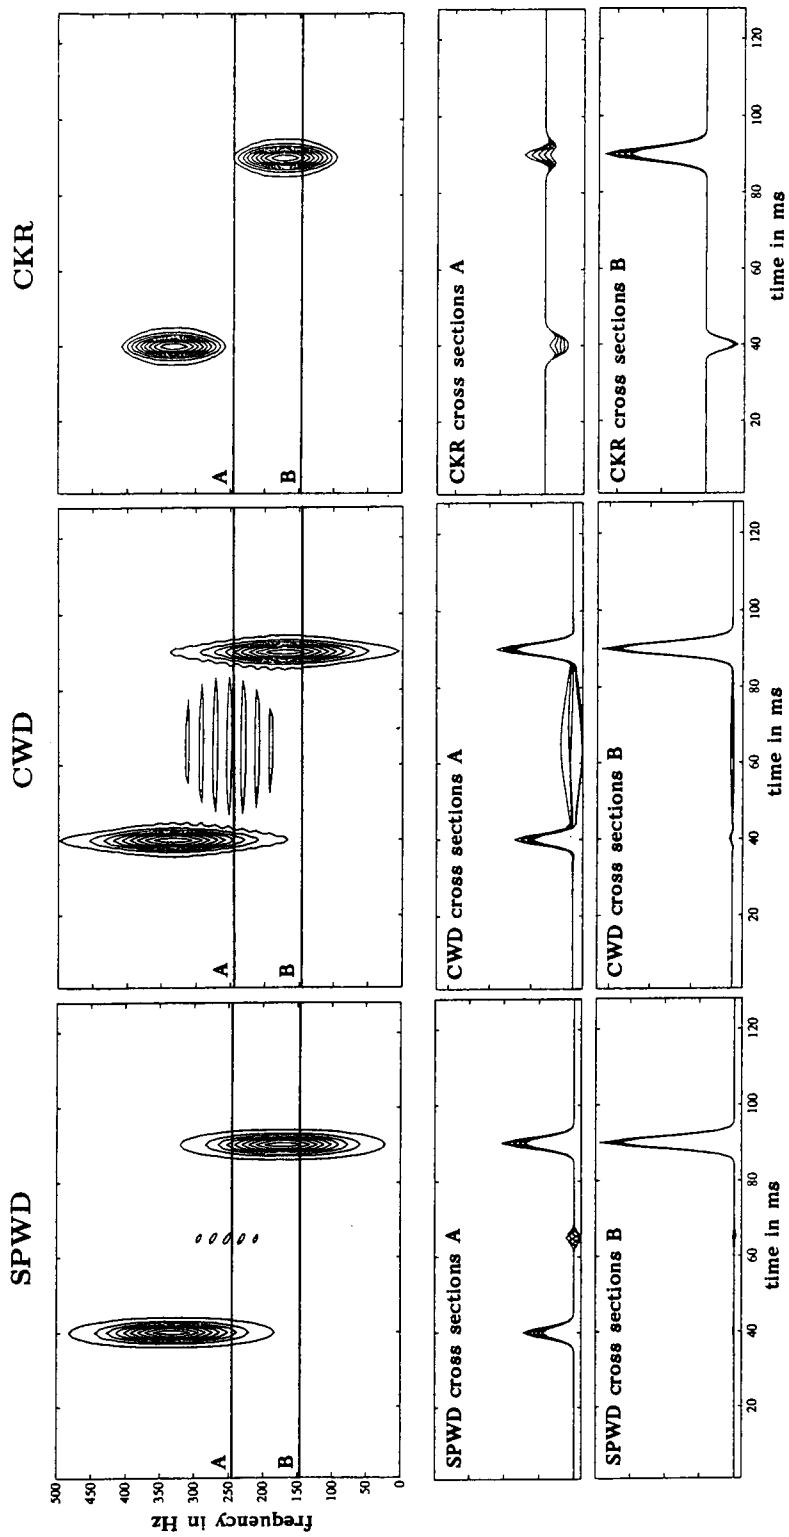 SPWD
CWD
CKR
frequency in Hz
500
450
400
350
300
250
200
150
100
50
0
A
B
A
B
A
B
SPWD cross sections A
CWD cross sections A
CKR cross sections A
SPWD cross sections B
CWD cross sections B
CKR cross sections B
20
40
60
80
100
120
20
40
60
80
100
120
20
40
60
80
100
120
time in ms
time in ms
time in ms